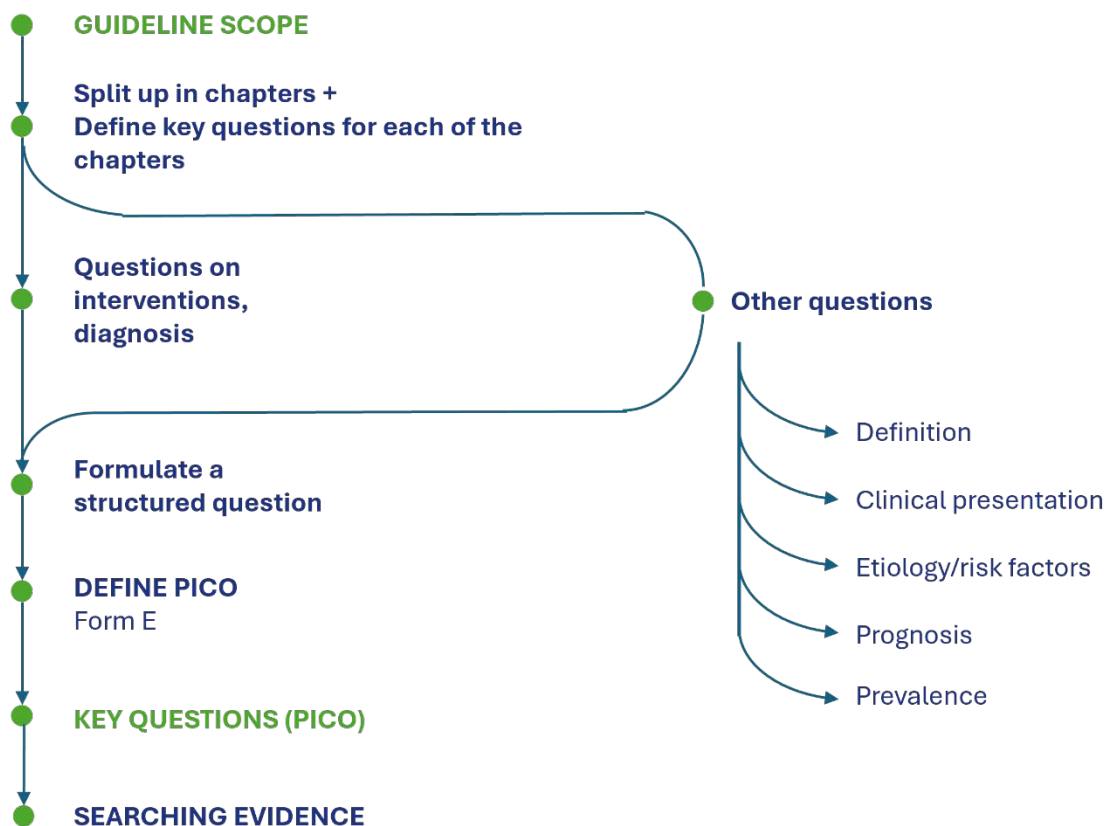 GUIDELINE SCOPE
Split up in chapters +
Define key questions for each of the
chapters
Questions on
interventions,
diagnosis
Other questions
Definition
Clinical presentation
Etiology/risk factors
Prognosis
Prevalence
Formulate a
structured question
DEFINE PICO
Form E
KEY QUESTIONS (PICO)
SEARCHING EVIDENCE